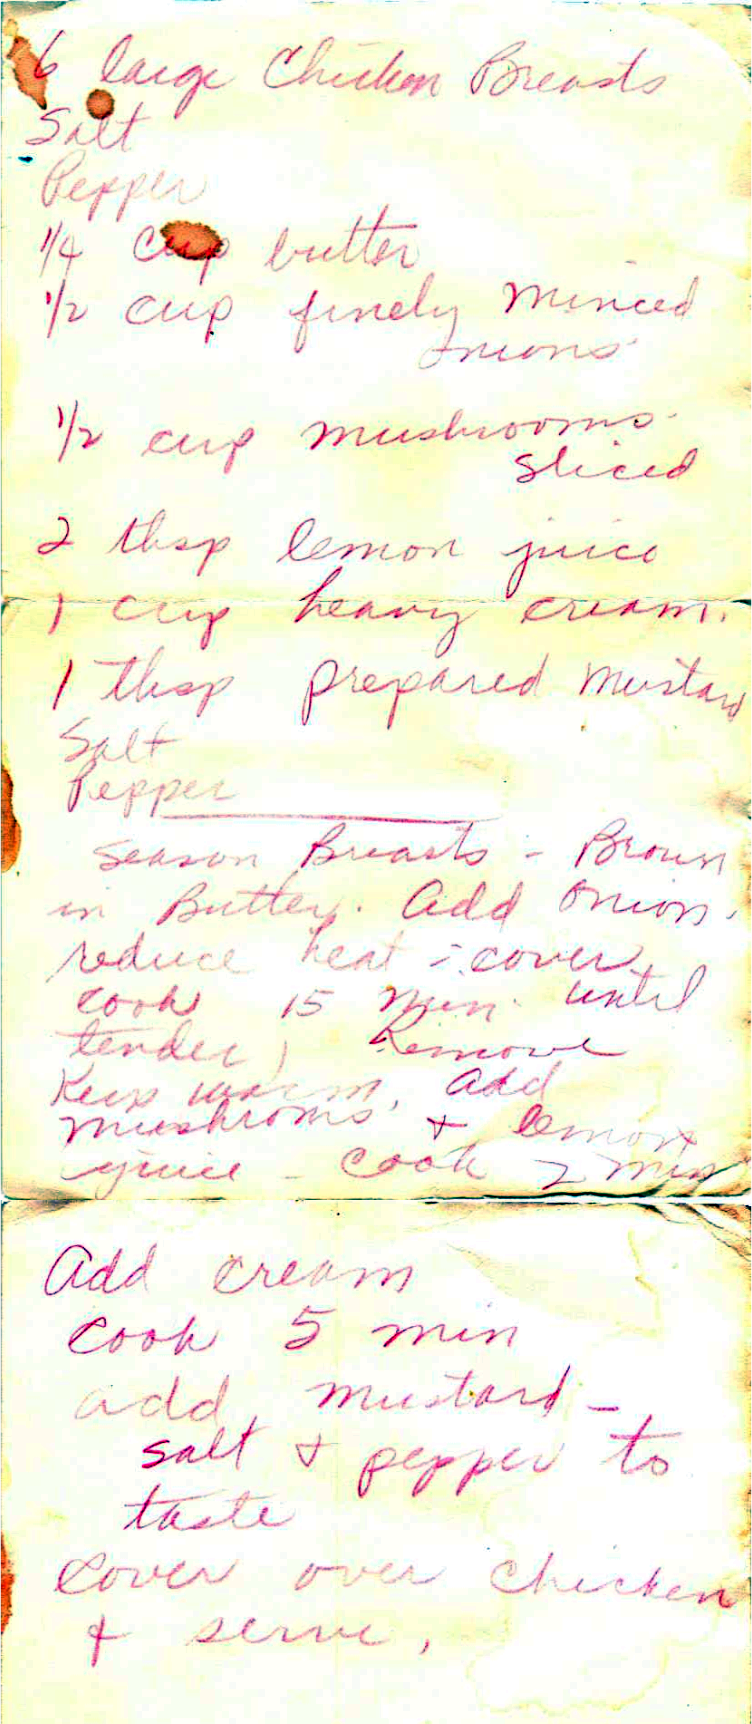 6 large Chicken Breasts
Salt
Pepper
1/4 cup butter
1/2 cup finely minced
onions
1/2 cup mushrooms
sliced
2 tbsp lemon juice
1 cup heavy cream.
1 tbsp prepared mustard
Salt
Pepper
Season Breasts - Brown
in Butter. Add Onion.
reduce heat - cover
cook 15 min. until
tender, Remove
Keep warm. Add
mushroms + lemon
juice - cook 2 min
Add cream
cook 5 min
add mustard -
salt + pepper to
taste
Cover over chicken
+ serve.